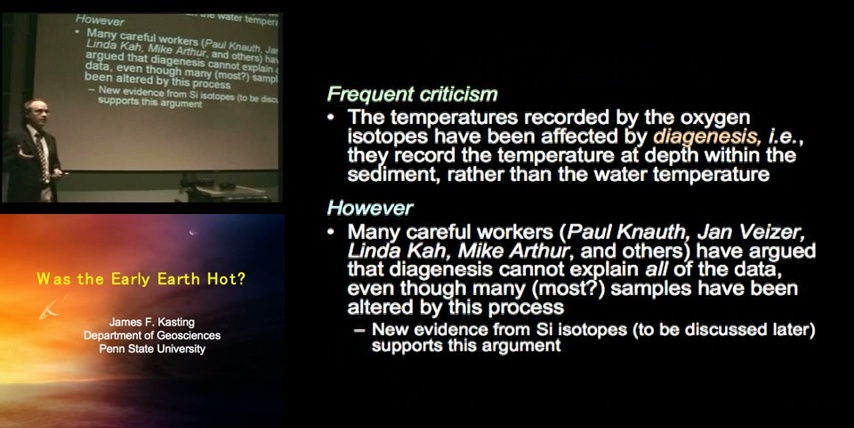 However
• Many careful workers (Paul Knauth, Jan
Linda Kah, Mike Arthur, and others) hav
argued that diagenesis cannot explain a
data, even though many (most?) sampl
been altered by this process
– New evidence from Si isotopes (to be discu
supports this argument
Was the Early Earth Hot?
James F. Kasting
Department of Geosciences
Penn State University
Frequent criticism
• The temperatures recorded by the oxygen
isotopes have been affected by diagenesis, i.e.,
they record the temperature at depth within the
sediment, rather than the water temperature
However
• Many careful workers (Paul Knauth, Jan Veizer,
Linda Kah, Mike Arthur, and others) have argued
that diagenesis cannot explain all of the data,
even though many (most?) samples have been
altered by this process
– New evidence from Si isotopes (to be discussed later)
supports this argument